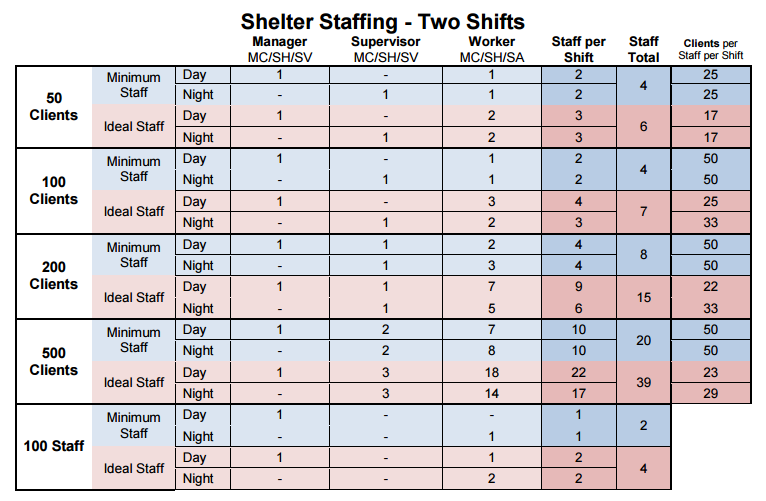 Shelter Staffing - Two Shifts
Manager Supervisor Worker Staff per Staff Clients per
MC/SH/SV MC/SH/SV MC/SH/SA Shift Total Staff per Shift
50 Clients Minimum Staff Day 1 - 1 2 4 25
Night - 1 1 2 25
Ideal Staff Day 1 - 2 3 6 17
Night - 1 2 3 17
100 Clients Minimum Staff Day 1 - 1 2 4 50
Night - 1 1 2 50
Ideal Staff Day 1 - 3 4 7 25
Night - 1 2 3 33
200 Clients Minimum Staff Day 1 1 2 4 8 50
Night - 1 3 4 50
Ideal Staff Day 1 1 7 9 15 22
Night - 1 5 6 33
500 Clients Minimum Staff Day 1 2 7 10 20 50
Night - 2 8 10 50
Ideal Staff Day 1 3 18 22 39 23
Night - 3 14 17 29
100 Staff Minimum Staff Day 1 - - 1 2
Night - - 1 1
Ideal Staff Day 1 - 1 2 4
Night - - 2 2